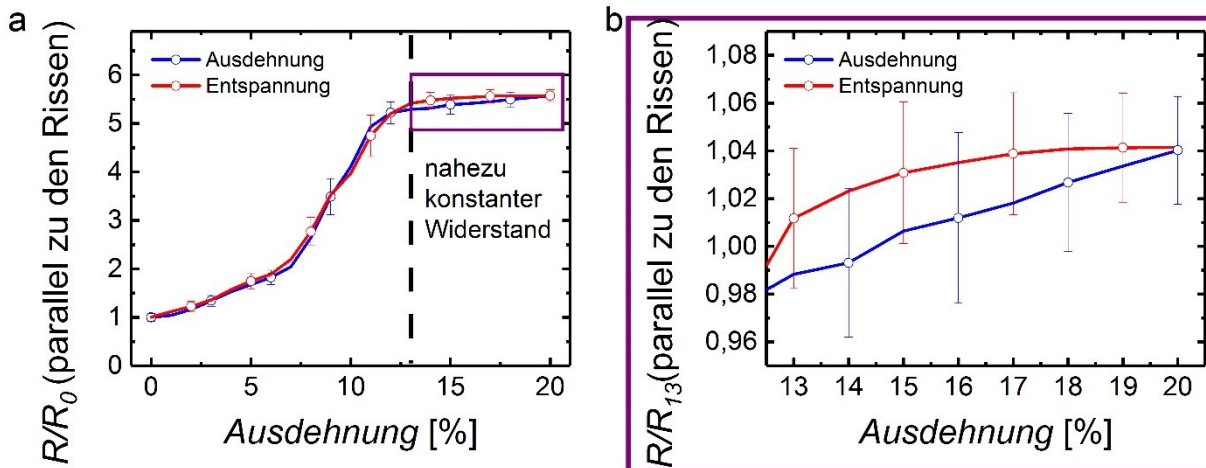 a
R/R0 (parallel zu den Rissen)
6
5
4
3
2
1
0
Ausdehnung
Entspannung
nahezu
konstanter
Widerstand
0 5 10 15 20
Ausdehnung [%]
b
R/R13(parallel zu den Rissen)
1,08
1,06
1,04
1,02
1,00
0,98
0,96
Ausdehnung
Entspannung
13 14 15 16 17 18 19 20
Ausdehnung [%]